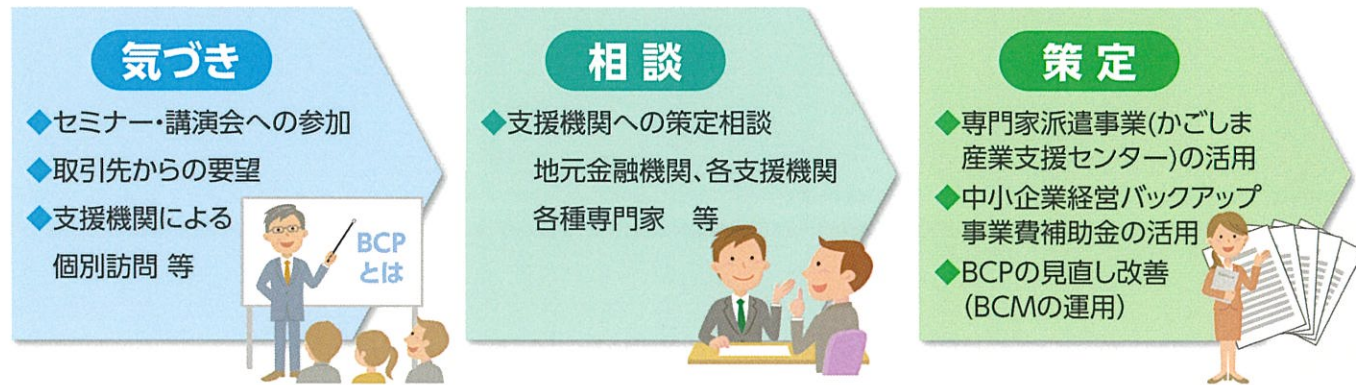 気づき
◆セミナー・講演会への参加
◆取引先からの要望
◆支援機関による
個別訪問 等
BCP
とは
相談
◆支援機関への策定相談
地元金融機関、各支援機関
各種専門家　等
策定
◆専門家派遣事業(かごしま
産業支援センター)の活用
◆中小企業経営バックアップ
事業費補助金の活用
◆BCPの見直し改善
(BCMの運用)